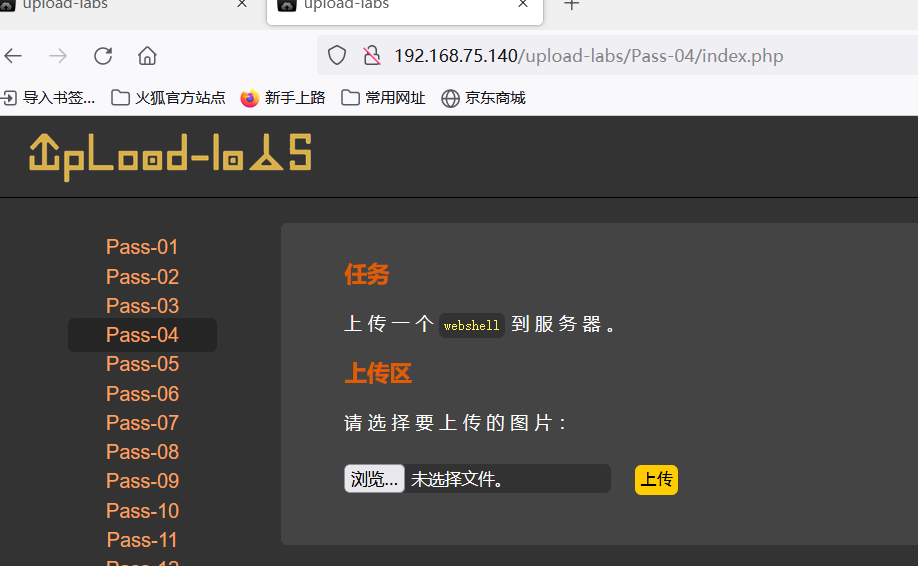 upload-labs
upload-labs
192.168.75.140/upload-labs/Pass-04/index.php
导入书签... 火狐官方站点 新手上路 常用网址 京东商城
UpLoad-labs
Pass-01
Pass-02
Pass-03
Pass-04
Pass-05
Pass-06
Pass-07
Pass-08
Pass-09
Pass-10
Pass-11
Pass-12
任务
上传一个 webshell 到服务器。
上传区
请选择要上传的图片：
浏览... 未选择文件。 上传